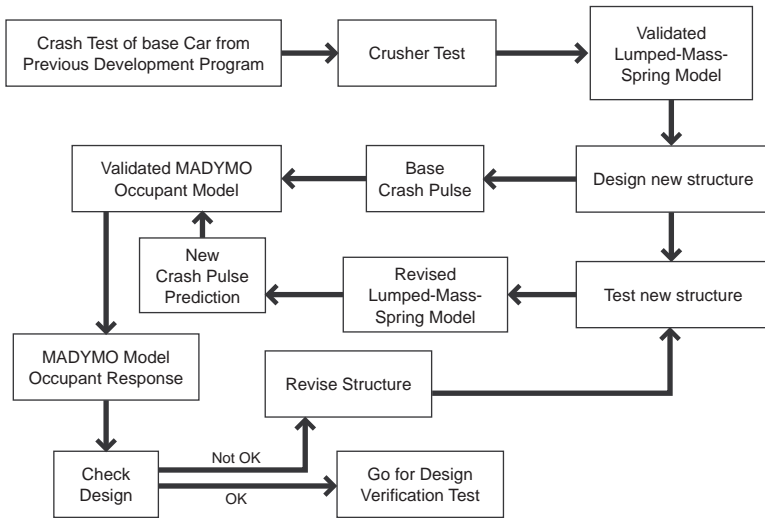 Crash Test of base Car from
Previous Development Program
Crusher Test
Validated
Lumped-Mass-
Spring Model
Validated MADYMO
Occupant Model
Base
Crash Pulse
Design new structure
New
Crash Pulse
Prediction
Revised
Lumped-Mass-
Spring Model
Test new structure
MADYMO Model
Occupant Response
Revise Structure
Check
Design
Not OK
OK
Go for Design
Verification Test